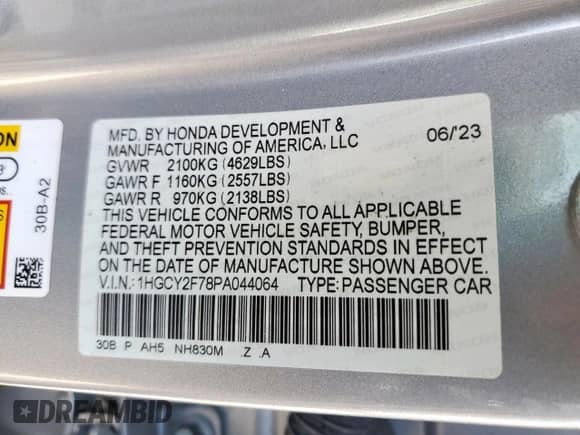 ON
30B-A2
MFD. BY HONDA DEVELOPMENT &
MANUFACTURING OF AMERICA, LLC 06/'23
GVWR 2100KG (4629LBS)
GAWR F 1160KG (2557LBS)
GAWR R 970KG (2138LBS)
THIS VEHICLE CONFORMS TO ALL APPLICABLE
FEDERAL MOTOR VEHICLE SAFETY, BUMPER,
AND THEFT PREVENTION STANDARDS IN EFFECT
ON THE DATE OF MANUFACTURE SHOWN ABOVE.
V.I.N.: 1HGCY2F78PA044064 TYPE: PASSENGER CAR
30B P AH5 NH830M .Z .A
DREAMBID